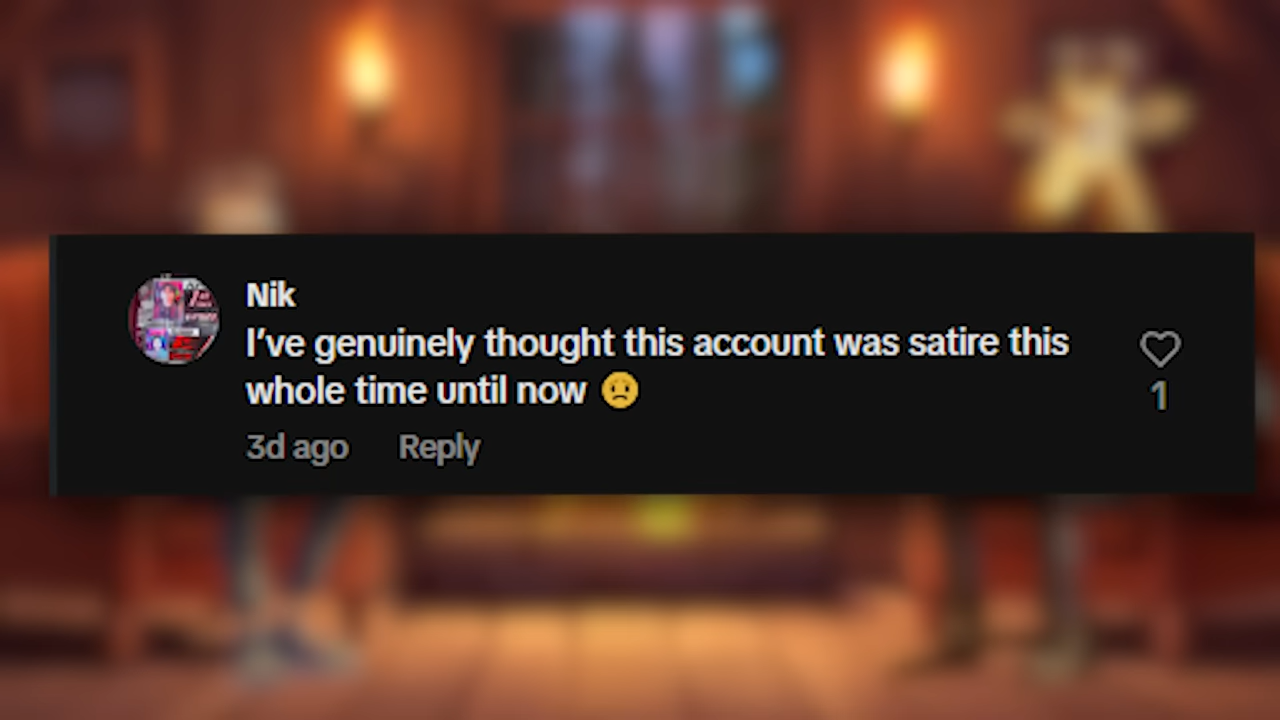 Nik
I’ve genuinely thought this account was satire this
whole time until now 😟
3d ago Reply
1